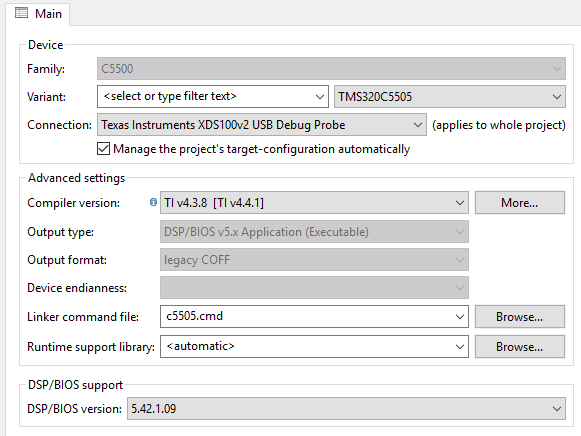 Main
Device
Family: C5500
Variant: <select or type filter text> TMS320C5505
Connection: Texas Instruments XDS100v2 USB Debug Probe (applies to whole project)
Manage the project's target-configuration automatically
Advanced settings
Compiler version: TI v4.3.8 [TI v4.4.1] More...
Output type: DSP/BIOS v5.x Application (Executable)
Output format: legacy COFF
Device endianness:
Linker command file: c5505.cmd Browse...
Runtime support library: <automatic> Browse...
DSP/BIOS support
DSP/BIOS version: 5.42.1.09